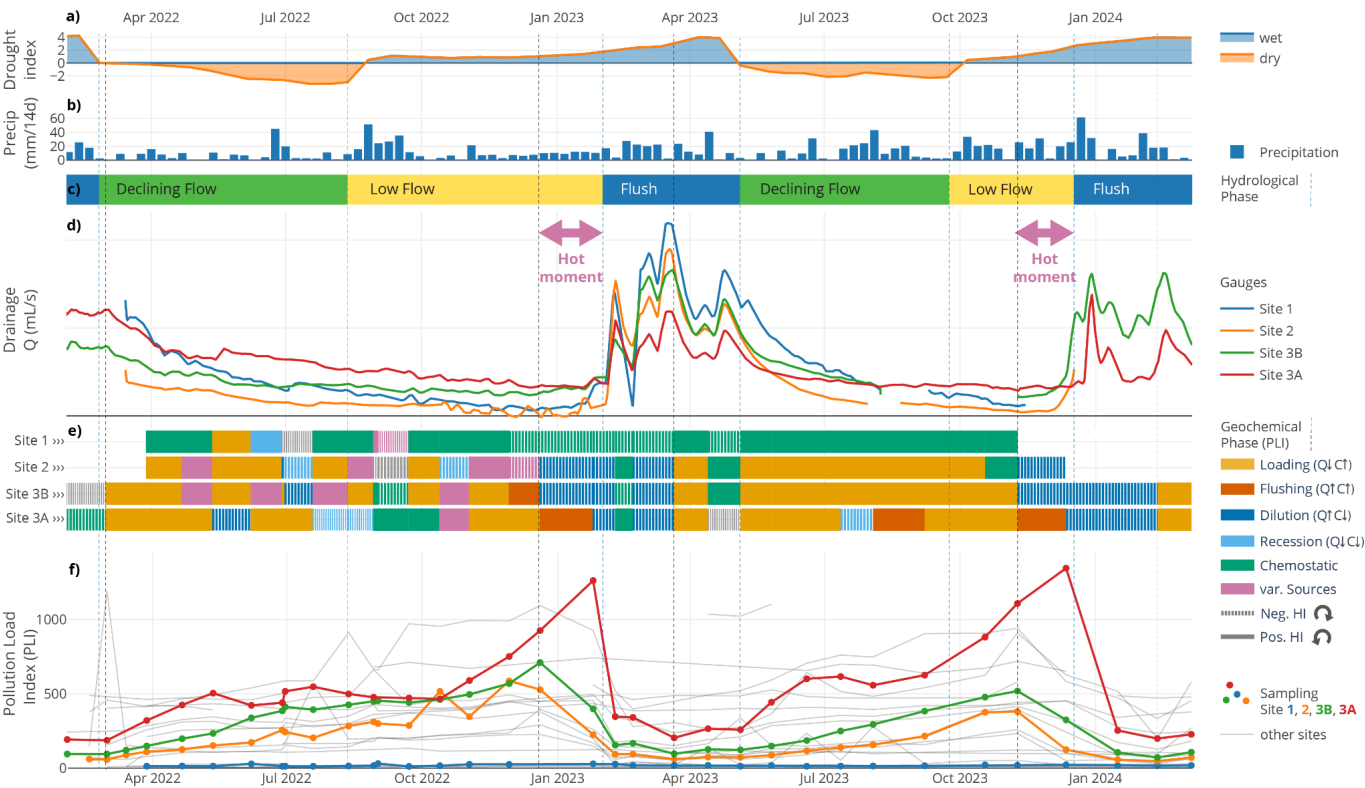 a)
Apr 2022 Jul 2022 Oct 2022 Jan 2023 Apr 2023 Jul 2023 Oct 2023 Jan 2024
Drought
index
4
2
0
−2
wet
dry
b)
Precip
(mm/14d)
60
40
20
0
Precipitation
c)
Declining Flow Low Flow Flush Declining Flow Low Flow Flush
Hydrological
Phase
d)
Drainage
Q (mL/s)
Hot
moment
Hot
moment
Gauges
Site 1
Site 2
Site 3B
Site 3A
e)
Site 1 ›››
Site 2 ›››
Site 3B ›››
Site 3A ›››
Geochemical
Phase (PLI)
Loading (Q↓C↑)
Flushing (Q↑C↑)
Dilution (Q↑C↓)
Recession (Q↓C↓)
Chemostatic
var. Sources
Neg. HI
Pos. HI
f)
Pollution Load
Index (PLI)
1000
500
0
Sampling
Site 1, 2, 3B, 3A
other sites
Apr 2022 Jul 2022 Oct 2022 Jan 2023 Apr 2023 Jul 2023 Oct 2023 Jan 2024